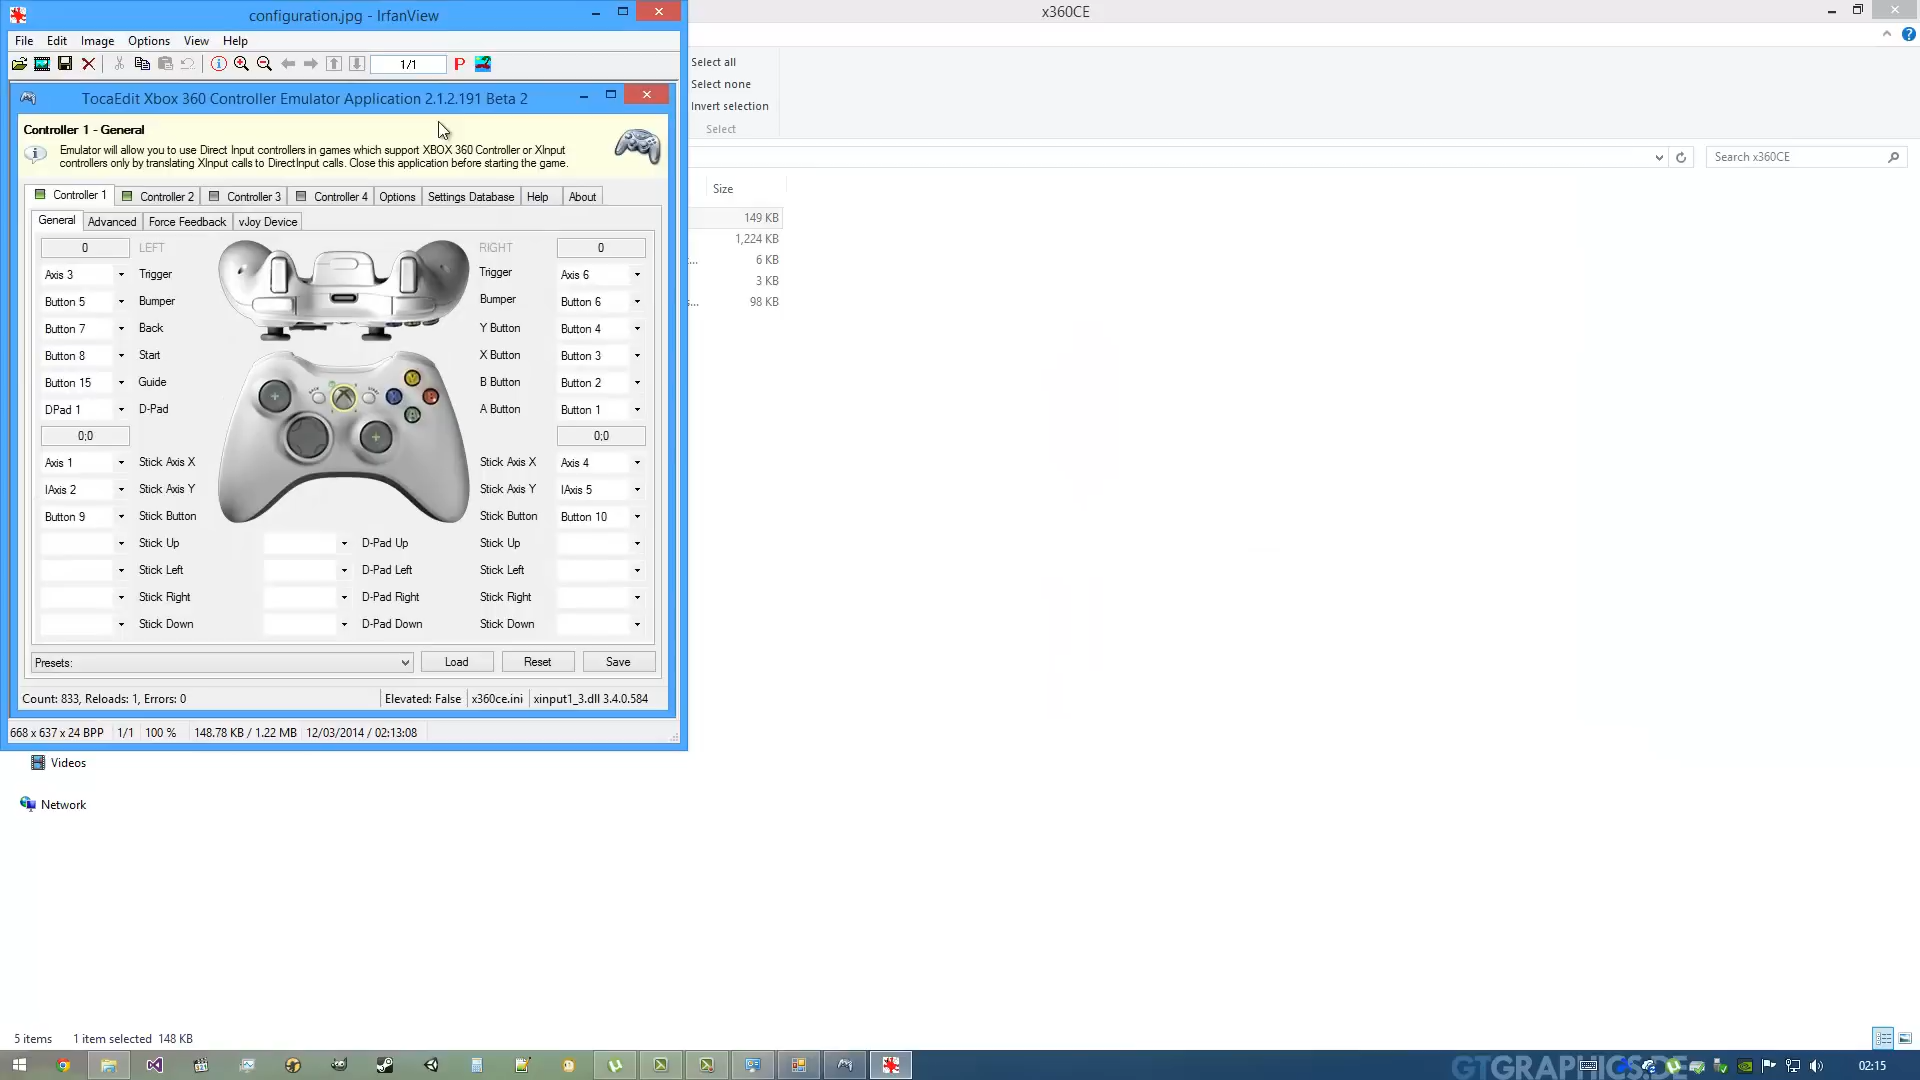 configuration.jpg - IrfanView
x360CE
File Edit Image Options View Help
1/1 P
Select all
Select none
Invert selection
Select
TocaEdit Xbox 360 Controller Emulator Application 2.1.2.191 Beta 2
Controller 1 - General
Emulator will allow you to use Direct Input controllers in games which support XBOX 360 Controller or XInput
controllers only by translating XInput calls to DirectInput calls. Close this application before starting the game.
Search x360CE
Controller 1 Controller 2 Controller 3 Controller 4 Options Settings Database Help About
Size
General Advanced Force Feedback vJoy Device
149 KB
1,224 KB
... 6 KB
3 KB
s... 98 KB
0 LEFT RIGHT 0
Axis 3 Trigger Trigger Axis 6
Button 5 Bumper Bumper Button 6
Button 7 Back Y Button Button 4
Button 8 Start X Button Button 3
Button 15 Guide B Button Button 2
DPad 1 D-Pad A Button Button 1
0;0 0;0
Axis 1 Stick Axis X Stick Axis X Axis 4
IAxis 2 Stick Axis Y Stick Axis Y IAxis 5
Button 9 Stick Button Stick Button Button 10
Stick Up D-Pad Up Stick Up
Stick Left D-Pad Left Stick Left
Stick Right D-Pad Right Stick Right
Stick Down D-Pad Down Stick Down
Presets: Load Reset Save
Count: 833, Reloads: 1, Errors: 0 Elevated: False x360ce.ini xinput1_3.dll 3.4.0.584
668 x 637 x 24 BPP 1/1 100 % 148.78 KB / 1.22 MB 12/03/2014 / 02:13:08
Videos
Network
5 items 1 item selected 148 KB
GTGRAPHICS.DE
02:15